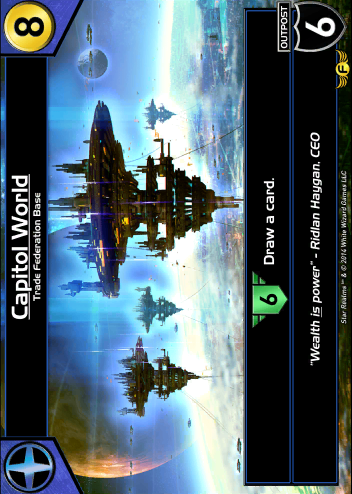 8
Capitol World
Trade Federation Base
6
Draw a card.
"Wealth is power" - Ridlan Haygan. CEO
OUTPOST
6
F
Star Realms™ & © 2014 White Wizard Games LLC